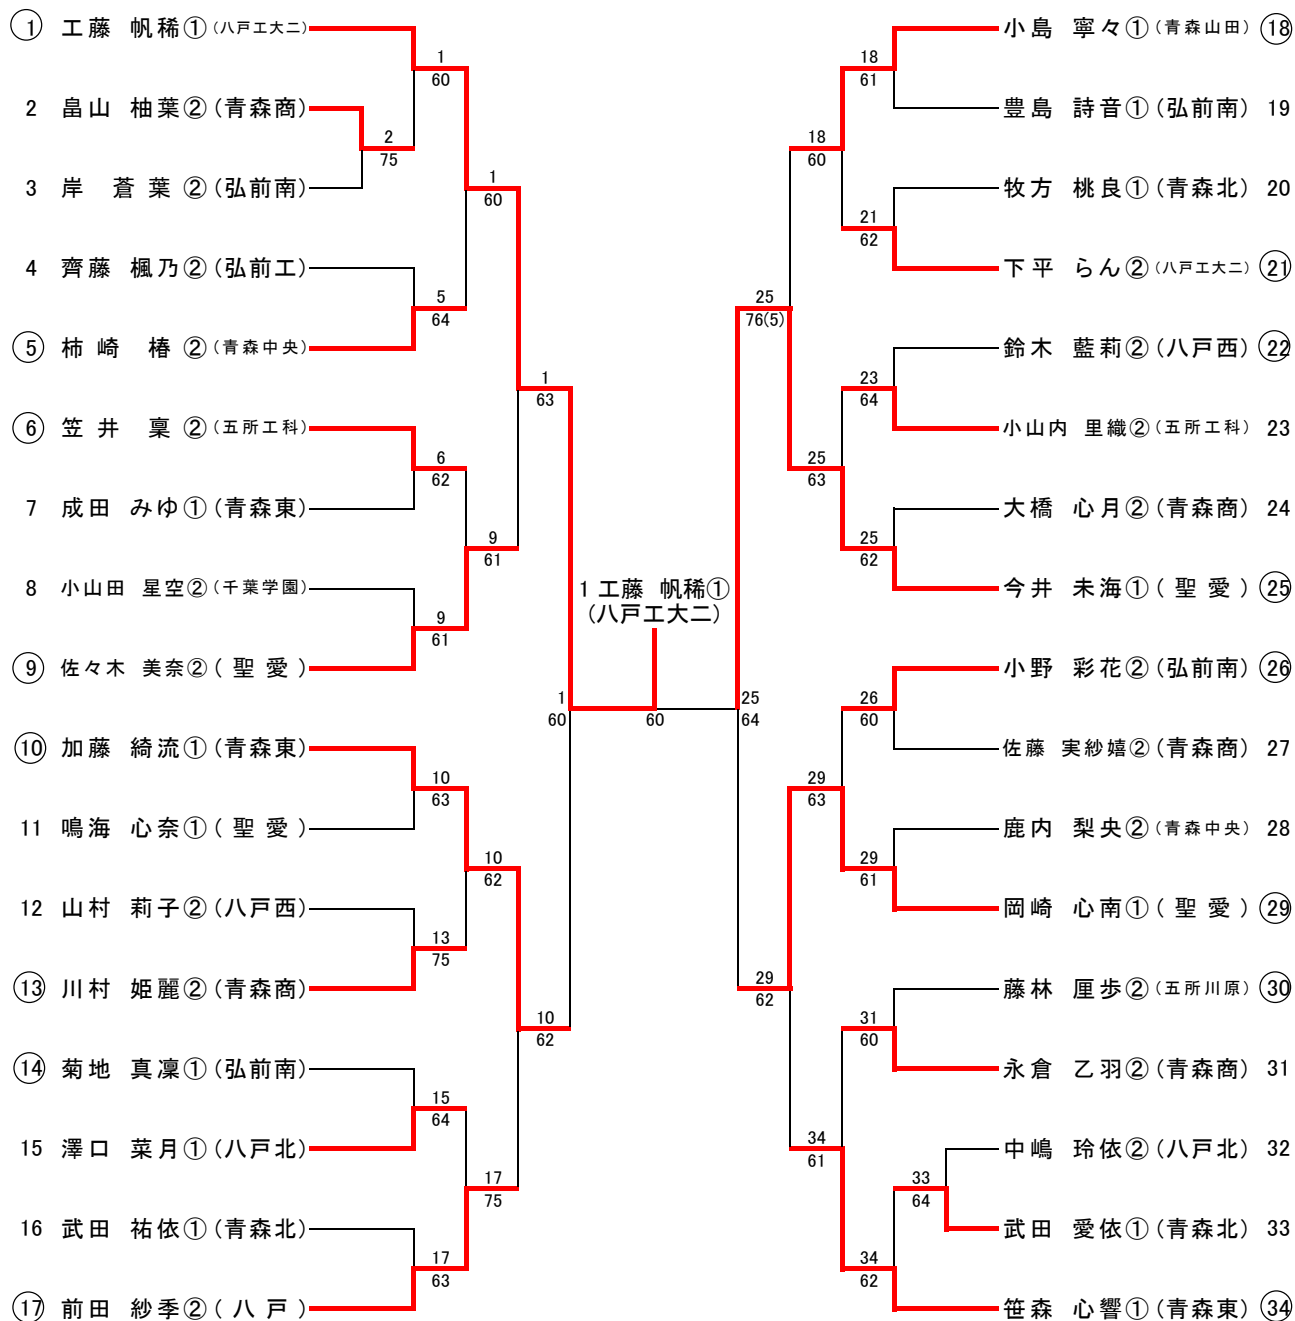 1 工藤 帆稀① (八戸工大二)
2 畠山 柚葉② (青森商)
3 岸 蒼葉② (弘前南)
4 齊藤 楓乃② (弘前工)
5 柿崎 椿② (青森中央)
6 笠井 稟② (五所工科)
7 成田 みゆ① (青森東)
8 小山田 星空② (千葉学園)
9 佐々木 美奈② (聖愛)
10 加藤 綺流① (青森東)
11 鳴海 心奈① (聖愛)
12 山村 莉子② (八戸西)
13 川村 姫麗② (青森商)
14 菊地 真凜① (弘前南)
15 澤口 菜月① (八戸北)
16 武田 祐依① (青森北)
17 前田 紗季② (八戸)
2
75
1
60
5
64
6
62
9
61
10
63
13
75
15
64
17
63
1
60
9
61
10
62
17
75
1
63
10
62
1
60
1 工藤 帆稀①
(八戸工大二)
60
25
64
25
76(5)
29
62
18
60
25
63
29
63
34
61
18
61
21
62
23
64
25
62
26
60
29
61
31
60
34
62
33
64
小島 寧々① (青森山田) 18
豊島 詩音① (弘前南) 19
牧方 桃良① (青森北) 20
下平 らん② (八戸工大二) 21
鈴木 藍莉② (八戸西) 22
小山内 里織② (五所工科) 23
大橋 心月② (青森商) 24
今井 未海① (聖愛) 25
小野 彩花② (弘前南) 26
佐藤 実紗嬉② (青森商) 27
鹿内 梨央② (青森中央) 28
岡崎 心南① (聖愛) 29
藤林 厘歩② (五所川原) 30
永倉 乙羽② (青森商) 31
中嶋 玲依② (八戸北) 32
武田 愛依① (青森北) 33
笹森 心響① (青森東) 34